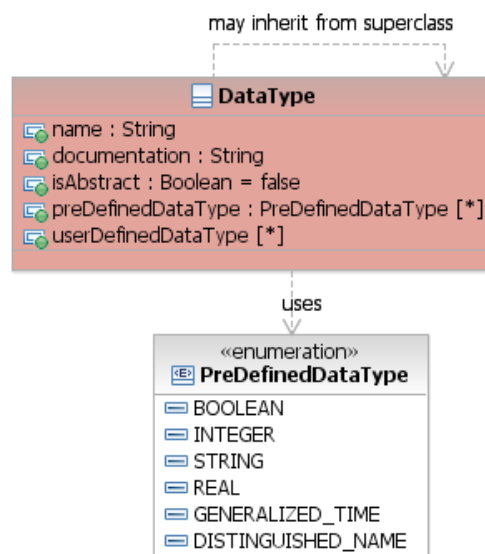 may inherit from superclass
DataType
name : String
documentation : String
isAbstract : Boolean = false
preDefinedDataType : PreDefinedDataType [*]
userDefinedDataType [*]
uses
«enumeration»
<E> PreDefinedDataType
BOOLEAN
INTEGER
STRING
REAL
GENERALIZED_TIME
DISTINGUISHED_NAME